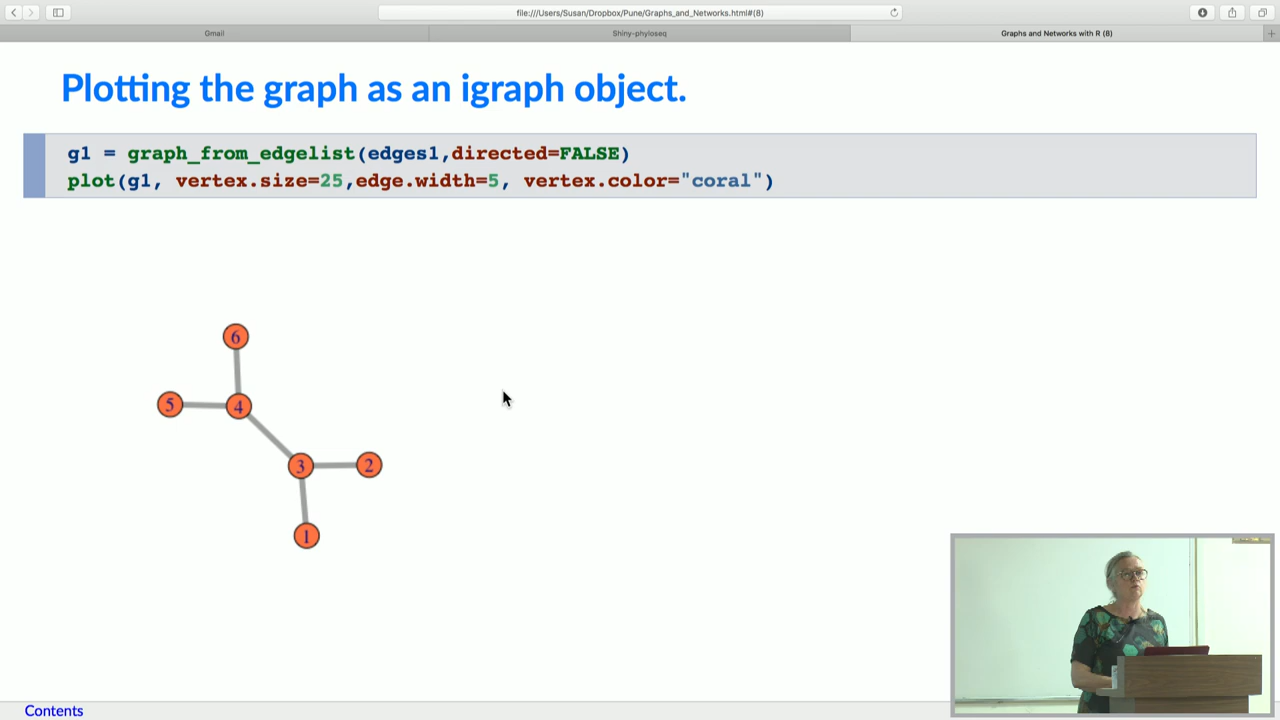 file:///Users/Susan/Dropbox/Pune/Graphs_and_Networks.html#(8)
Gmail
Shiny-phyloseq
Graphs and Networks with R (8)
Plotting the graph as an igraph object.
g1 = graph_from_edgelist(edges1,directed=FALSE)
plot(g1, vertex.size=25,edge.width=5, vertex.color="coral")
6
5
4
3
2
1
Contents